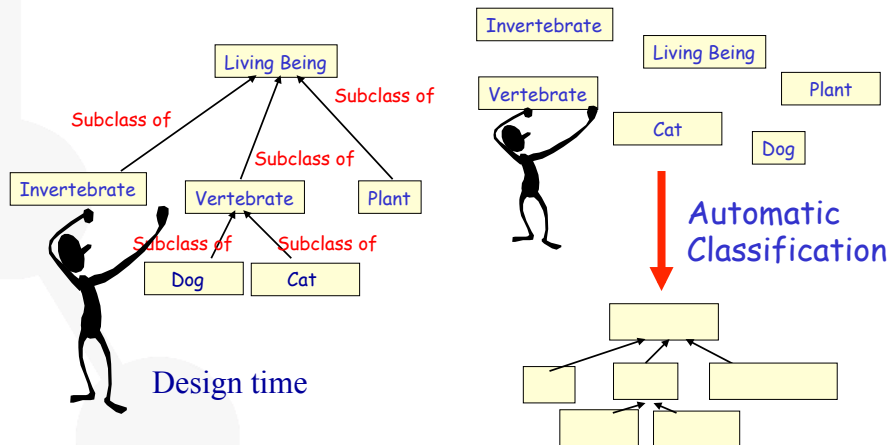 Living Being
Subclass of
Subclass of
Subclass of
Invertebrate
Vertebrate
Plant
Subclass of
Subclass of
Dog
Cat
Design time
Invertebrate
Living Being
Vertebrate
Plant
Cat
Dog
Automatic
Classification